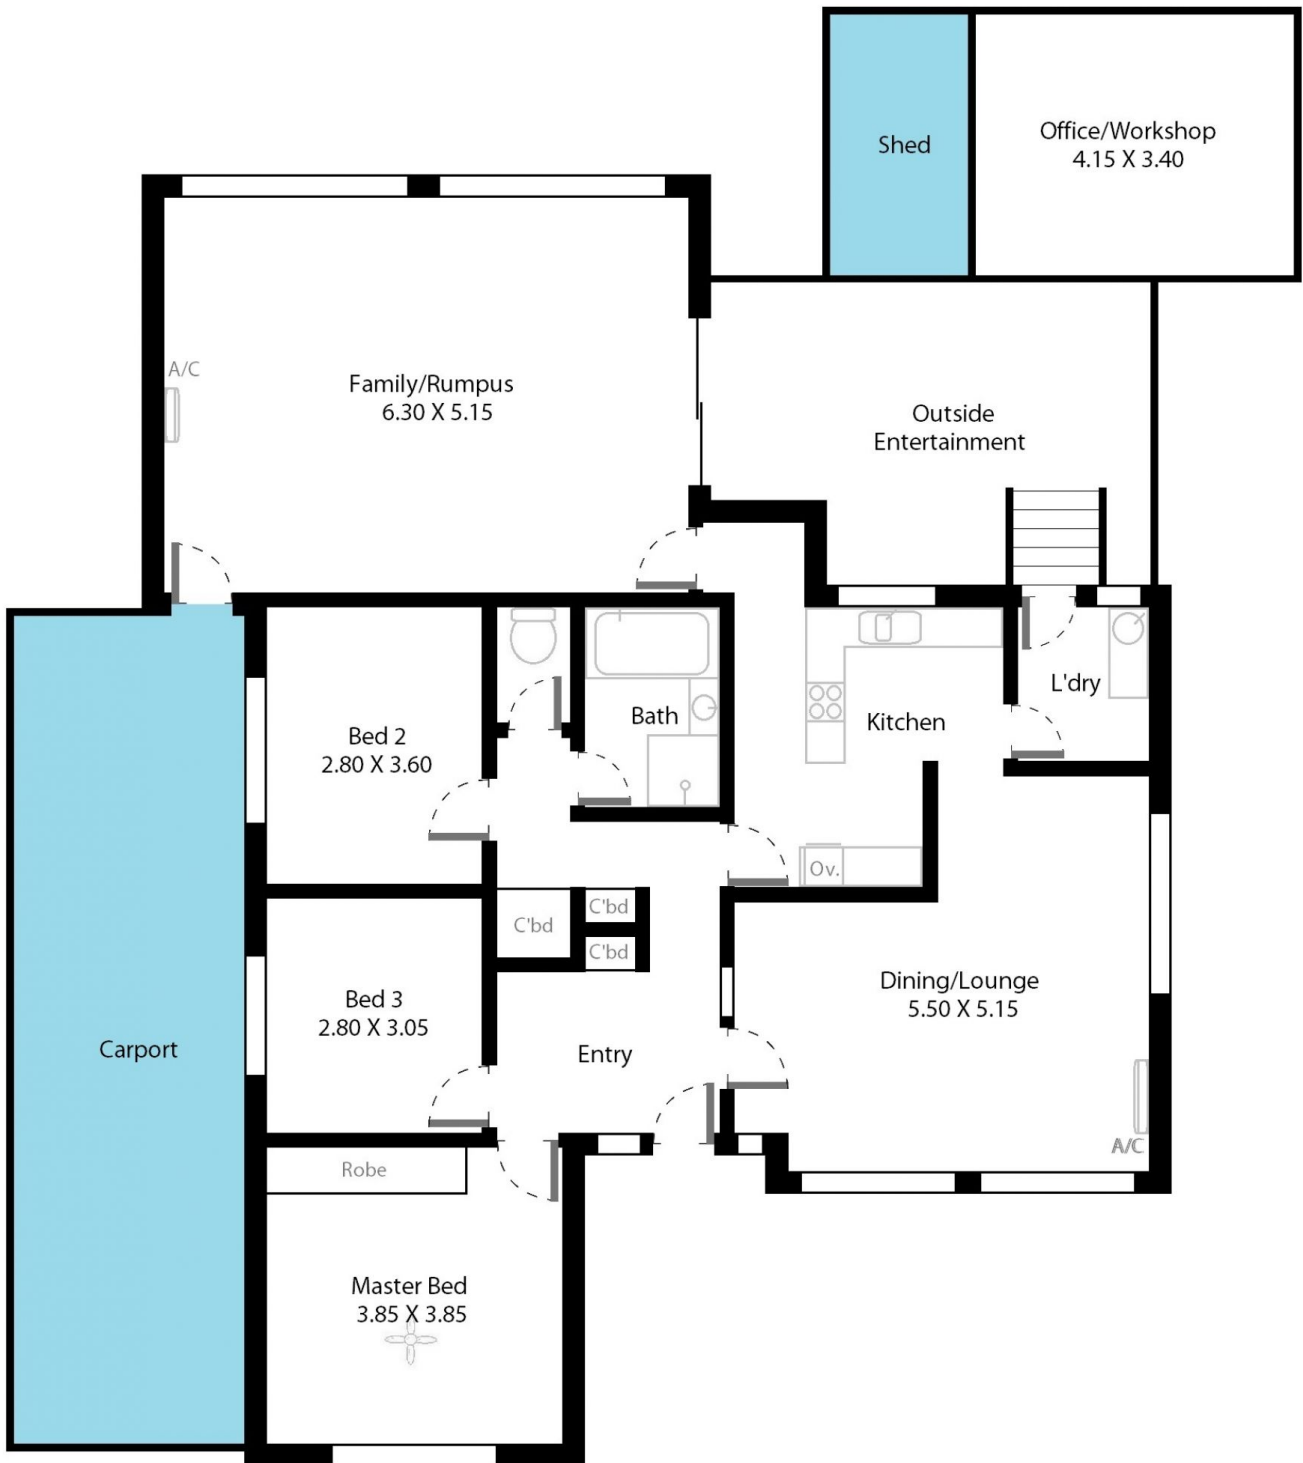 Shed
Office/Workshop
4.15 X 3.40
A/C
Family/Rumpus
6.30 X 5.15
Outside
Entertainment
L'dry
Bath
Kitchen
Bed 2
2.80 X 3.60
Ov.
C'bd
C'bd
C'bd
Dining/Lounge
5.50 X 5.15
Bed 3
2.80 X 3.05
Carport
Entry
A/C
Robe
Master Bed
3.85 X 3.85